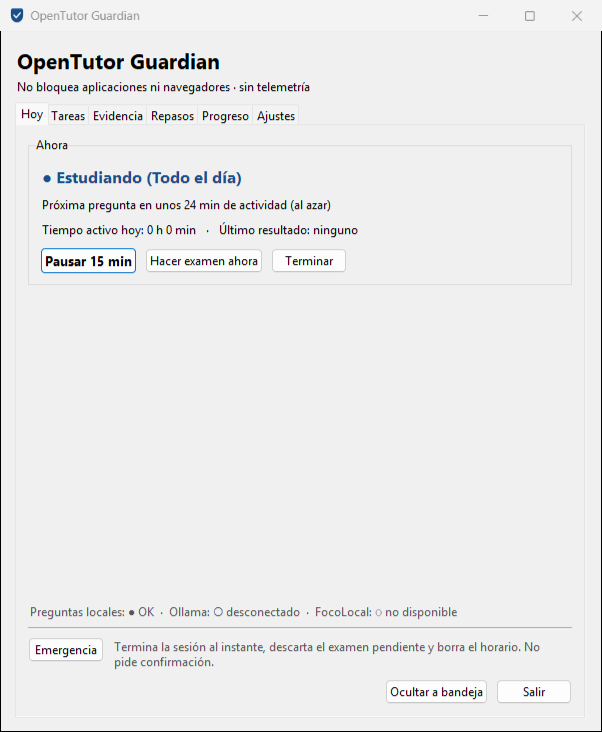 OpenTutor Guardian
OpenTutor Guardian
No bloquea aplicaciones ni navegadores · sin telemetría
Hoy Tareas Evidencia Repasos Progreso Ajustes
Ahora
● Estudiando (Todo el día)
Próxima pregunta en unos 24 min de actividad (al azar)
Tiempo activo hoy: 0 h 0 min · Último resultado: ninguno
Pausar 15 min Hacer examen ahora Terminar
Preguntas locales: ● OK · Ollama: ○ desconectado · FocoLocal: ○ no disponible
Emergencia Termina la sesión al instante, descarta el examen pendiente y borra el horario. No
pide confirmación.
Ocultar a bandeja Salir